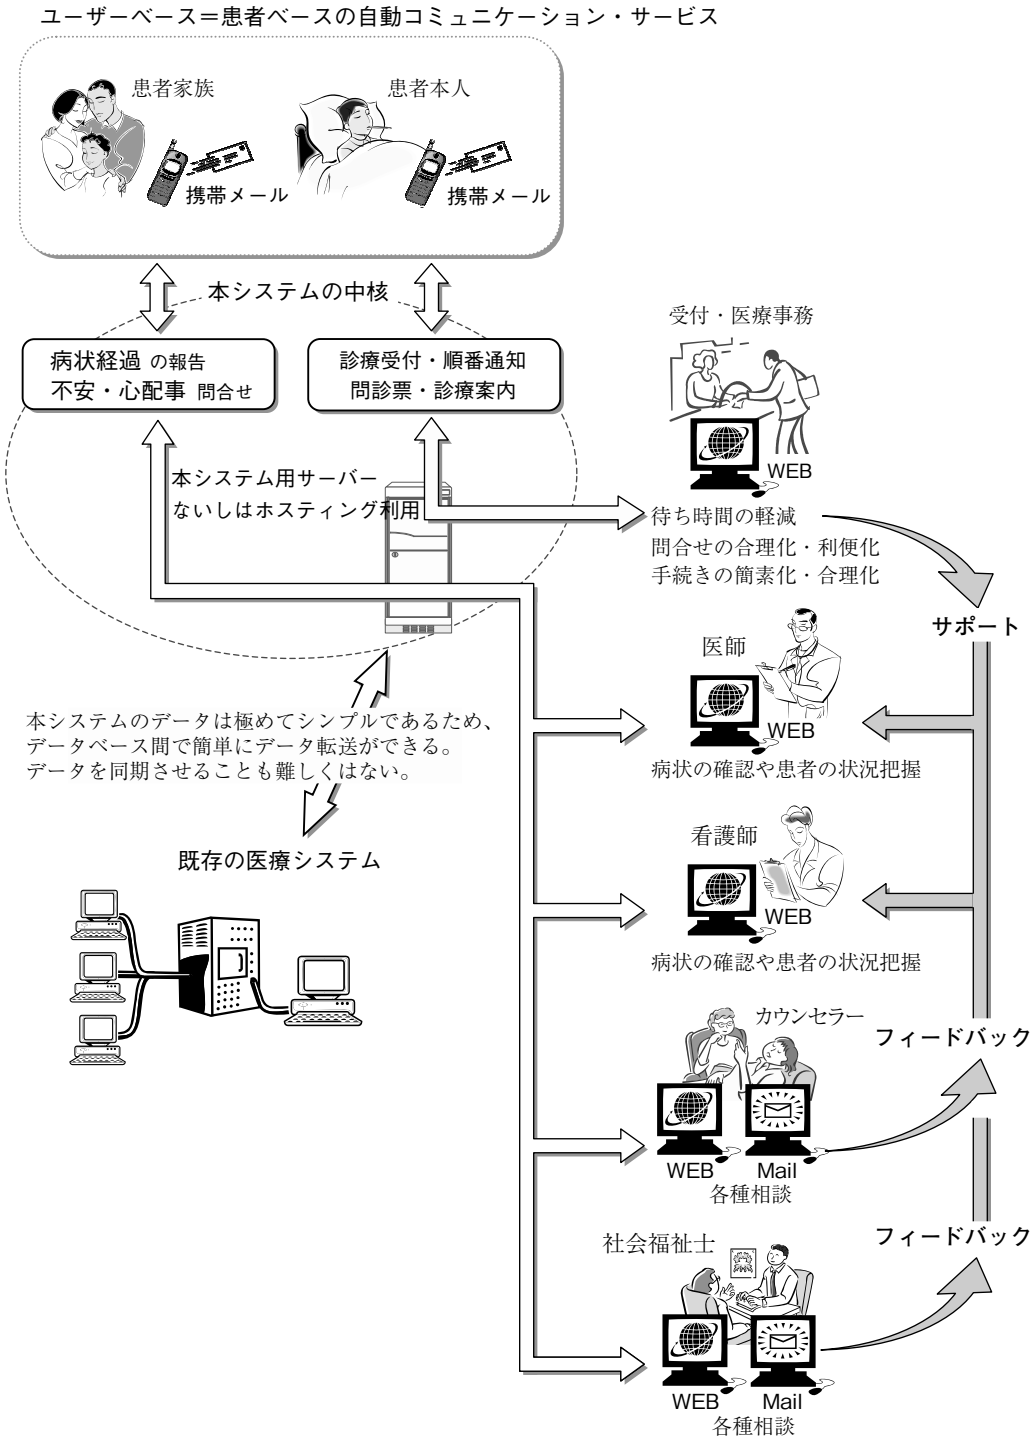 ユーザーベース＝患者ベースの自動コミュニケーション・サービス
患者家族
患者本人
携帯メール
携帯メール
本システムの中核
病状経過 の報告
不安・心配事 問合せ
診療受付・順番通知
問診票・診療案内
受付・医療事務
WEB
本システム用サーバー
ないしはホスティング利用
待ち時間の軽減
問合せの合理化・利便化
手続きの簡素化・合理化
サポート
医師
WEB
病状の確認や患者の状況把握
本システムのデータは極めてシンプルであるため、
データベース間で簡単にデータ転送ができる。
データを同期させることも難しくはない。
既存の医療システム
看護師
WEB
病状の確認や患者の状況把握
カウンセラー
フィードバック
WEB
Mail
各種相談
社会福祉士
フィードバック
WEB
Mail
各種相談